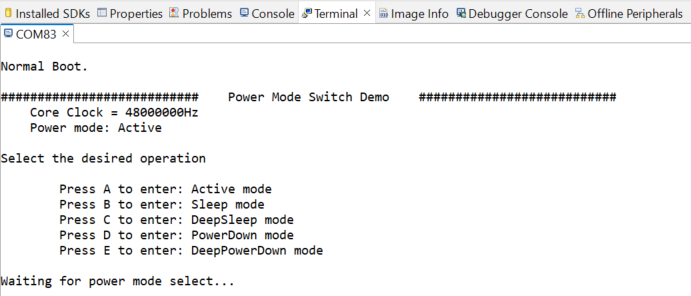 Installed SDKs Properties Problems Console Terminal × Image Info Debugger Console Offline Peripherals
COM83 ×
Normal Boot.
########################### Power Mode Switch Demo ###########################
Core Clock = 48000000Hz
Power mode: Active
Select the desired operation
Press A to enter: Active mode
Press B to enter: Sleep mode
Press C to enter: DeepSleep mode
Press D to enter: PowerDown mode
Press E to enter: DeepPowerDown mode
Waiting for power mode select...